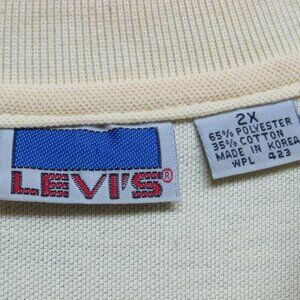 LEVI'S®
2X
65% POLYESTER
35% COTTON
MADE IN KOREA
WPL 423